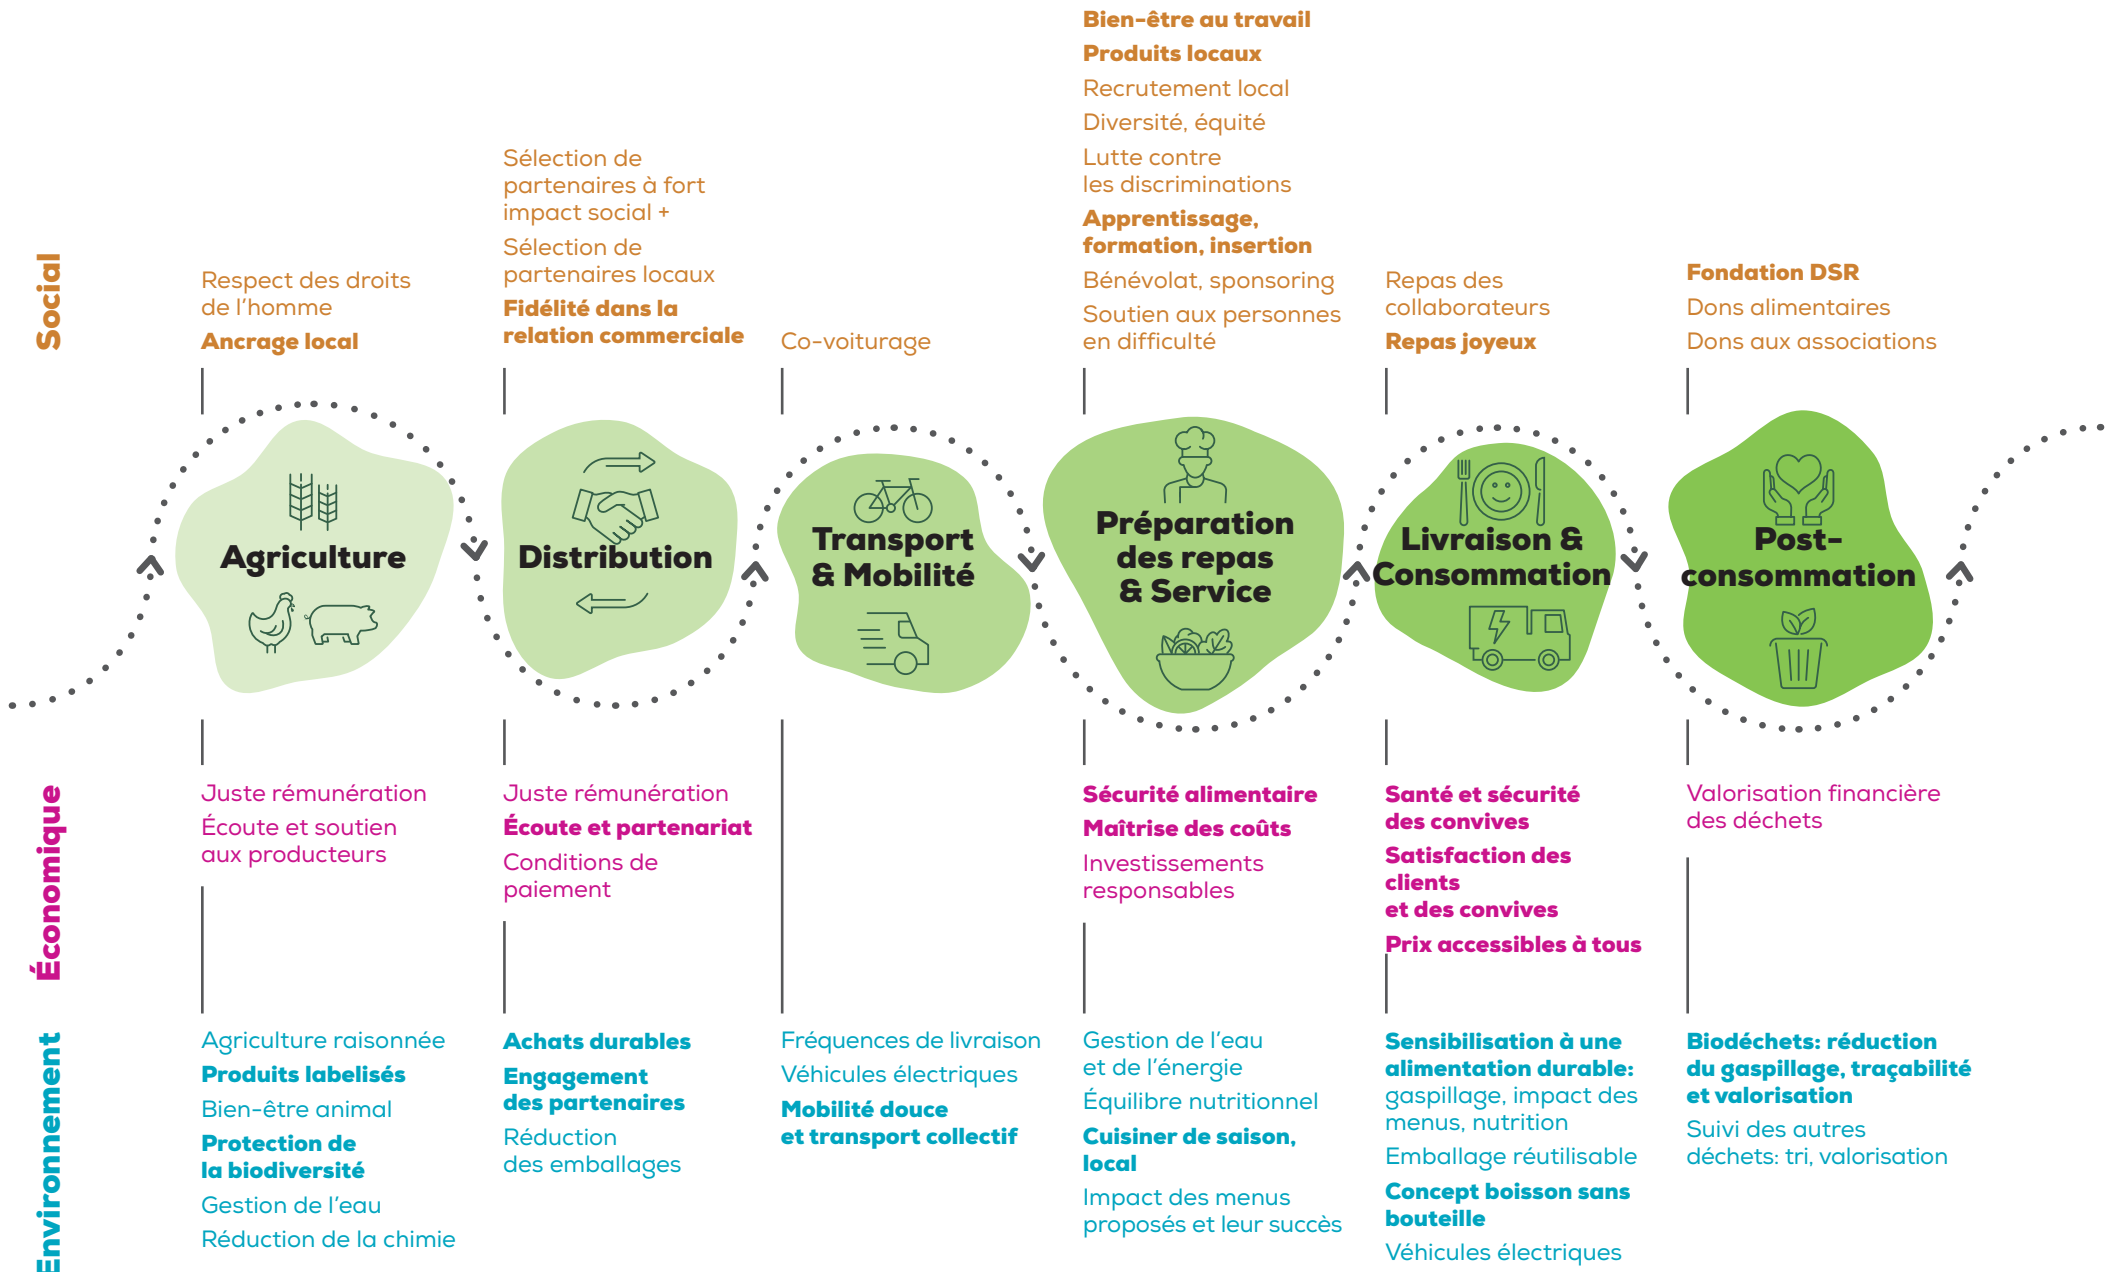 Social
Respect des droits
de l'homme
Ancrage local
Sélection de
partenaires à fort
impact social +
Sélection de
partenaires locaux
Fidélité dans la
relation commerciale
Co-voiturage
Bien-être au travail
Produits locaux
Recrutement local
Diversité, équité
Lutte contre
les discriminations
Apprentissage,
formation, insertion
Bénévolat, sponsoring
Soutien aux personnes
en difficulté
Repas des
collaborateurs
Repas joyeux
Fondation DSR
Dons alimentaires
Dons aux associations
Agriculture
Distribution
Transport
& Mobilité
Préparation
des repas
& Service
Livraison &
Consommation
Post-
consommation
Économique
Juste rémunération
Écoute et soutien
aux producteurs
Juste rémunération
Écoute et partenariat
Conditions de
paiement
Sécurité alimentaire
Maîtrise des coûts
Investissements
responsables
Santé et sécurité
des convives
Satisfaction des
clients
et des convives
Prix accessibles à tous
Valorisation financière
des déchets
Environnement
Agriculture raisonnée
Produits labelisés
Bien-être animal
Protection de
la biodiversité
Gestion de l'eau
Réduction de la chimie
Achats durables
Engagement
des partenaires
Réduction
des emballages
Fréquences de livraison
Véhicules électriques
Mobilité douce
et transport collectif
Gestion de l'eau
et de l'énergie
Équilibre nutritionnel
Cuisiner de saison,
local
Impact des menus
proposés et leur succès
Sensibilisation à une
alimentation durable:
gaspillage, impact des
menus, nutrition
Emballage réutilisable
Concept boisson sans
bouteille
Véhicules électriques
Biodéchets: réduction
du gaspillage, traçabilité
et valorisation
Suivi des autres
déchets: tri, valorisation